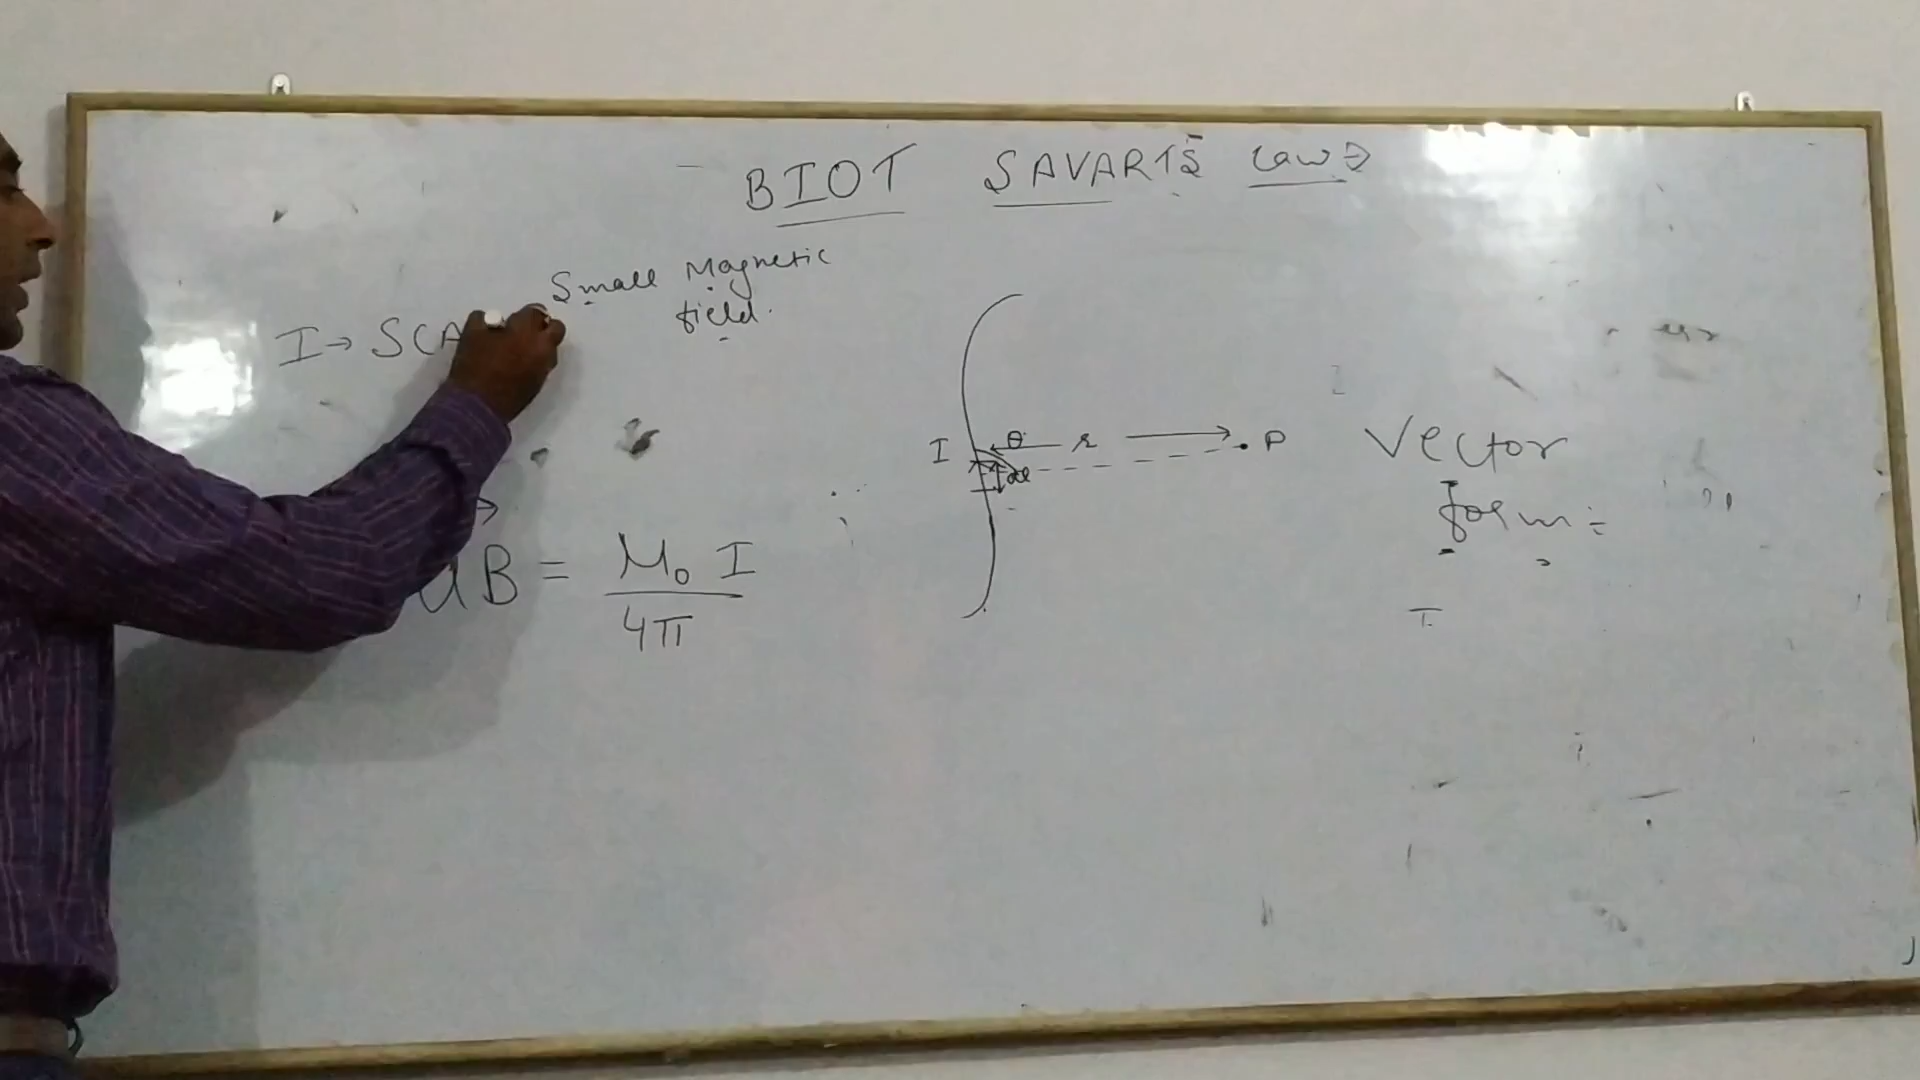 BIOT SAVART'S Law ⇒
Small Magnetic
field.
I → SCA
I θ r P
dl
Vector
form:
dB = μ₀ I
4π